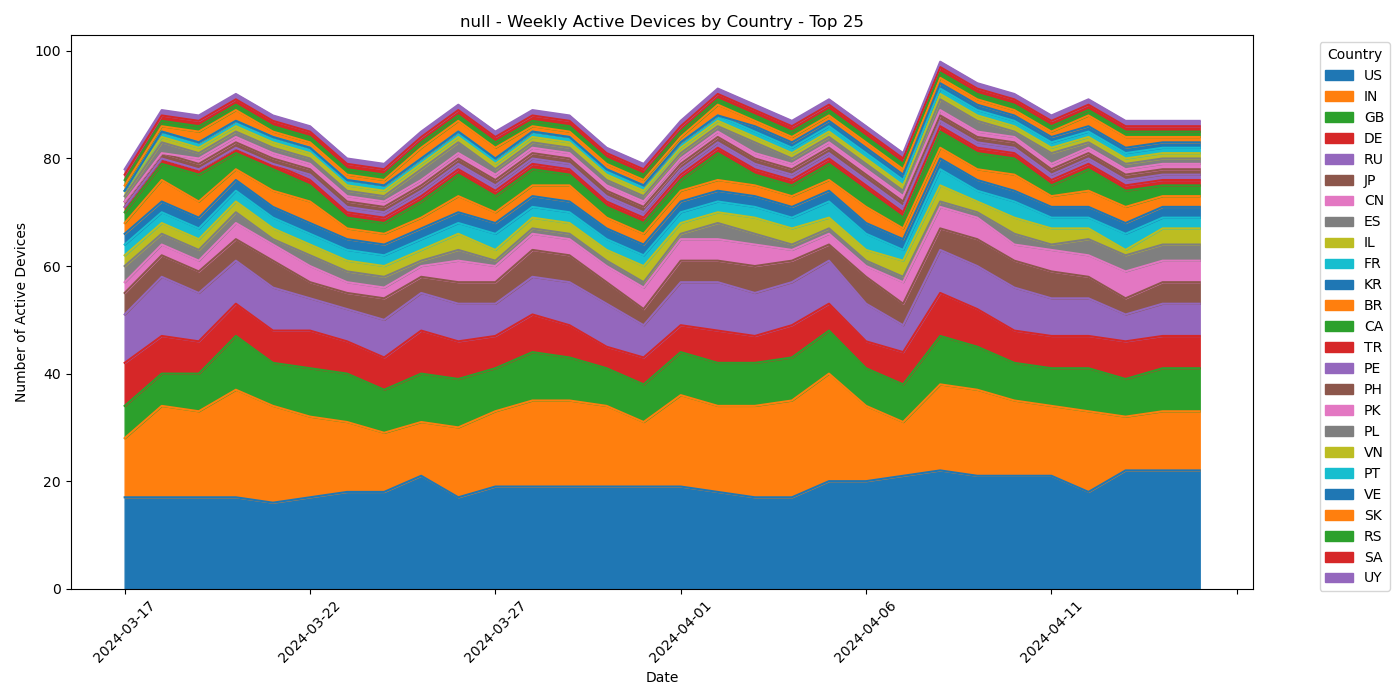 null - Weekly Active Devices by Country - Top 25
100
80
60
40
20
0
Number of Active Devices
2024-03-17
2024-03-22
2024-03-27
2024-04-01
2024-04-06
2024-04-11
Date
Country
US
IN
GB
DE
RU
JP
CN
ES
IL
FR
KR
BR
CA
TR
PE
PH
PK
PL
VN
PT
VE
SK
RS
SA
UY